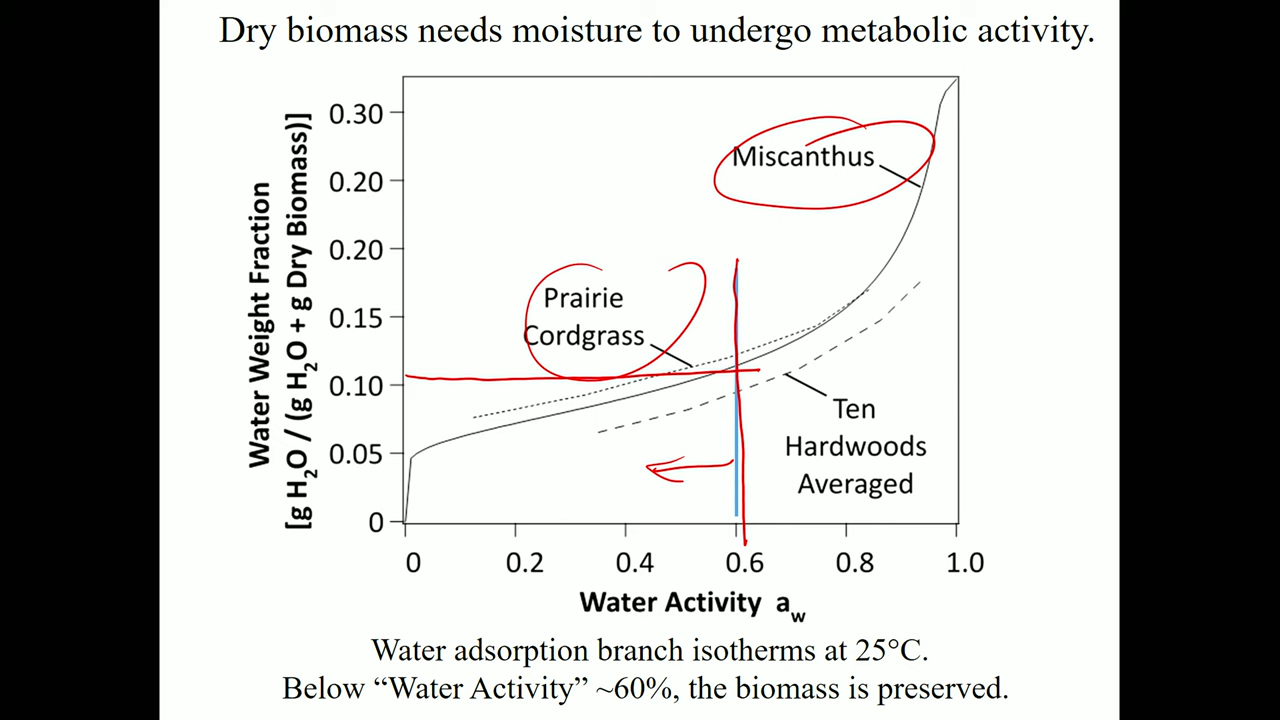 Dry biomass needs moisture to undergo metabolic activity.
Water Weight Fraction
[g H₂O / (g H₂O + g Dry Biomass)]
0.30
0.20
0.20
0.15
0.10
0.05
0
Miscanthus
Prairie
Cordgrass
Ten
Hardwoods
Averaged
0 0.2 0.4 0.6 0.8 1.0
Water Activity a_w
Water adsorption branch isotherms at 25°C.
Below “Water Activity” ~60%, the biomass is preserved.